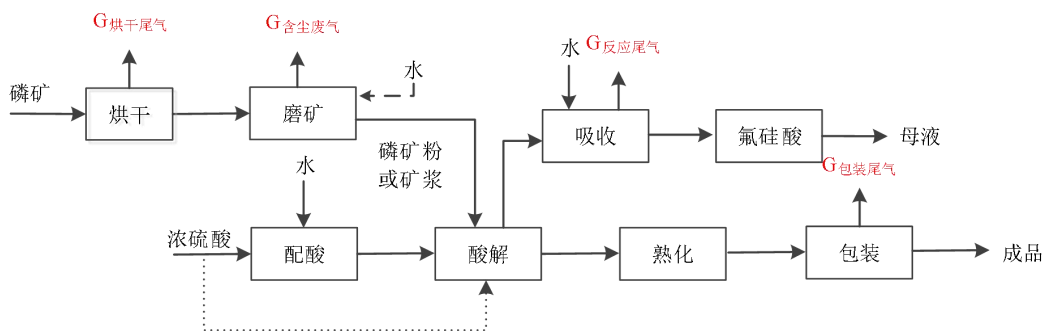 G烘干尾气
G含尘废气
水
G反应尾气
水
磷矿
烘干
磨矿
吸收
氟硅酸
母液
磷矿粉
或矿浆
水
G包装尾气
浓硫酸
配酸
酸解
熟化
包装
成品